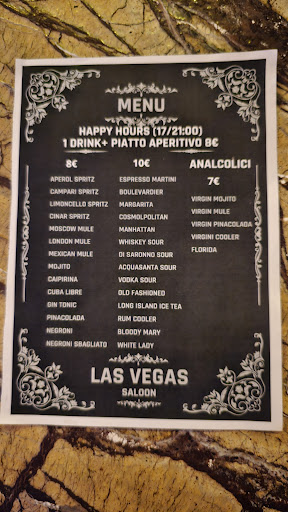 MENU
HAPPY HOURS (17/21:00)
1 DRINK+ PIATTO APERITIVO 8€
8€
APEROL SPRITZ
CAMPARI SPRITZ
LIMONCELLO SPRITZ
CINAR SPRITZ
MOSCOW MULE
LONDON MULE
MEXICAN MULE
MOJITO
CAIPIRINA
CUBA LIBRE
GIN TONIC
PINACOLADA
NEGRONI
NEGRONI SBAGLIATO
10€
ESPRESSO MARTINI
BOULEVARDIER
MARGARITA
COSMOLPOLITAN
MANHATTAN
WHISKEY SOUR
DI SARONNO SOUR
ACQUASANTA SOUR
VODKA SOUR
OLD FASHIONED
LONG ISLAND ICE TEA
RUM COOLER
BLOODY MARY
WHITE LADY
ANALCOLICI
7€
VIRGIN MOJITO
VIRGIN MULE
VIRGIN PINACOLADA
VIRGINI COOLER
FLORIDA
LAS VEGAS
SALOON